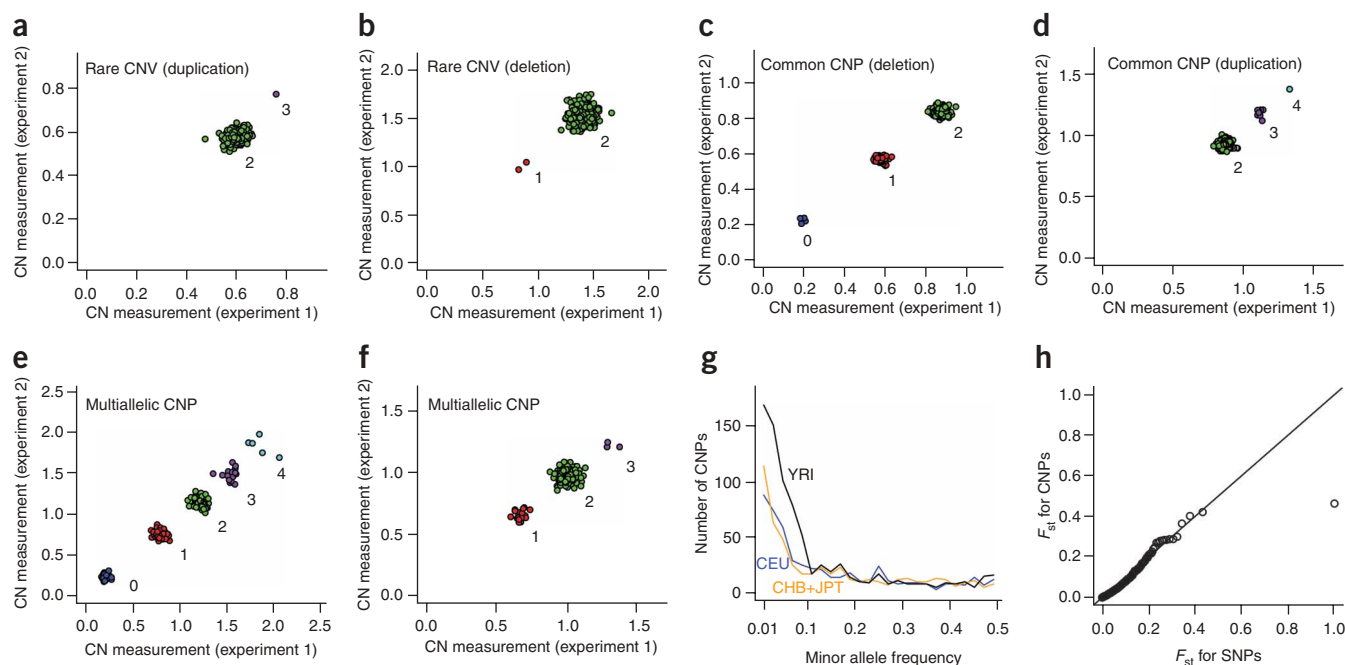 a
Rare CNV (duplication)
CN measurement (experiment 2)
0.8
0.6
0.4
0.2
0.0
3
2
0.0 0.2 0.4 0.6 0.8
CN measurement (experiment 1)
b
Rare CNV (deletion)
CN measurement (experiment 2)
2.0
1.5
1.0
0.5
0.0
2
1
0.0 0.5 1.0 1.5 2.0
CN measurement (experiment 1)
c
Common CNP (deletion)
CN measurement (experiment 2)
1.0
0.8
0.6
0.4
0.2
0.0
2
1
0
0.0 0.2 0.4 0.6 0.8 1.0
CN measurement (experiment 1)
d
Common CNP (duplication)
CN measurement (experiment 2)
1.5
1.0
0.5
0.0
4
3
2
0.0 0.5 1.0 1.5
CN measurement (experiment 1)
e
Multiallelic CNP
CN measurement (experiment 2)
2.5
2.0
1.5
1.0
0.5
0.0
4
3
2
1
0
0.0 0.5 1.0 1.5 2.0 2.5
CN measurement (experiment 1)
f
Multiallelic CNP
CN measurement (experiment 2)
1.5
1.0
0.5
0.0
3
2
1
0.0 0.5 1.0 1.5
CN measurement (experiment 1)
g
Number of CNPs
150
100
50
0
YRI
CEU
CHB+JPT
0.01 0.1 0.2 0.3 0.4 0.5
Minor allele frequency
h
Fst for CNPs
1.0
0.8
0.6
0.4
0.2
0.0
0.0 0.2 0.4 0.6 0.8 1.0
Fst for SNPs